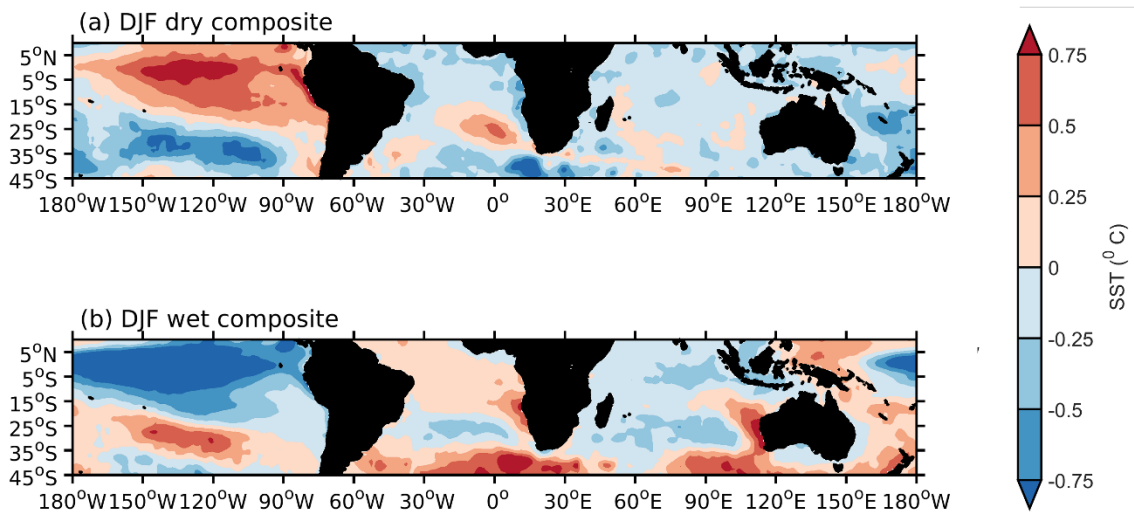 (a) DJF dry composite
5°N
5°S
15°S
25°S
35°S
45°S
180°W 150°W 120°W 90°W 60°W 30°W 0° 30°E 60°E 90°E 120°E 150°E 180°W
(b) DJF wet composite
5°N
5°S
15°S
25°S
35°S
45°S
180°W 150°W 120°W 90°W 60°W 30°W 0° 30°E 60°E 90°E 120°E 150°E 180°W
0.75
0.5
0.25
0
-0.25
-0.5
-0.75
SST (⁰ C)
,